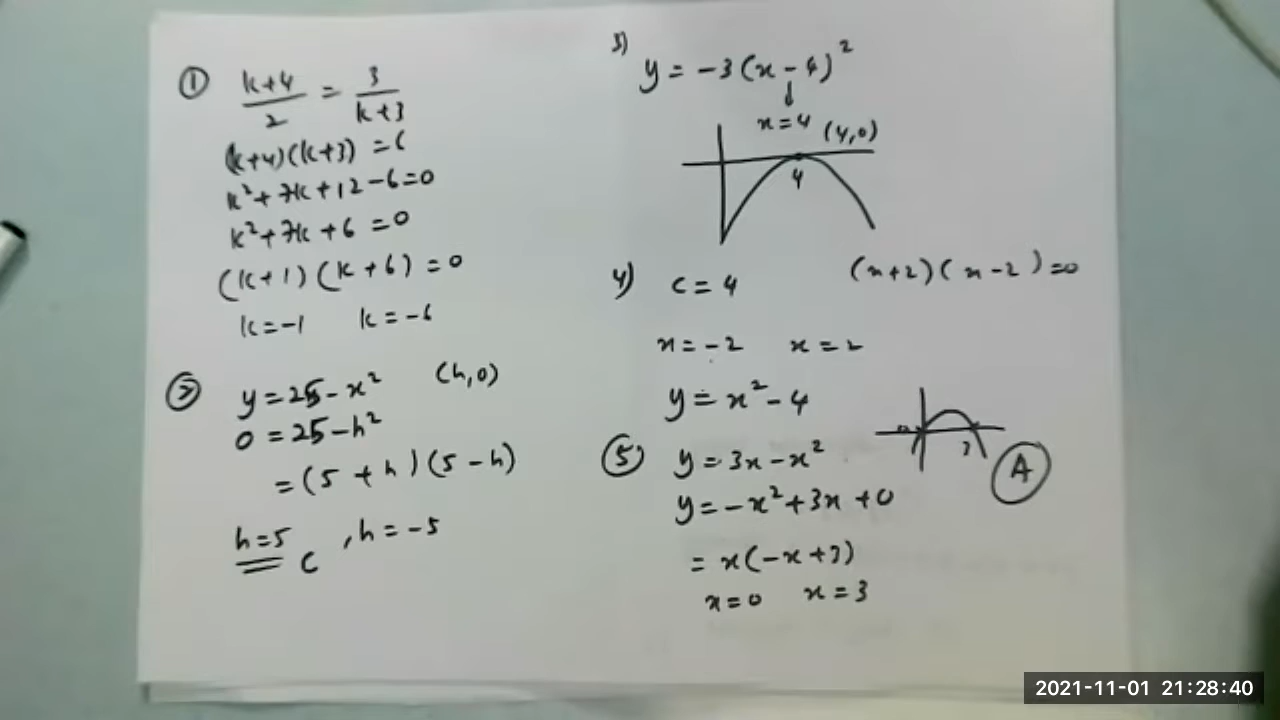 ① k+4/2 = 3/k+3
(k+4)(k+3) = 6
k²+7k+12-6=0
k²+7k+6=0
(k+1)(k+6)=0
k=-1 k=-6
② y=25-x² (h,0)
0=25-h²
=(5+h)(5-h)
h=5 , h=-5
C
3) y=-3(x-4)²
x=4 (4,0)
4
4) c=4 (x+2)(x-2)=0
x=-2 x=2
y=x²-4
⑤ y=3x-x²
3
A
y=-x²+3x+0
=x(-x+3)
x=0 x=3
2021-11-01 21:28:40